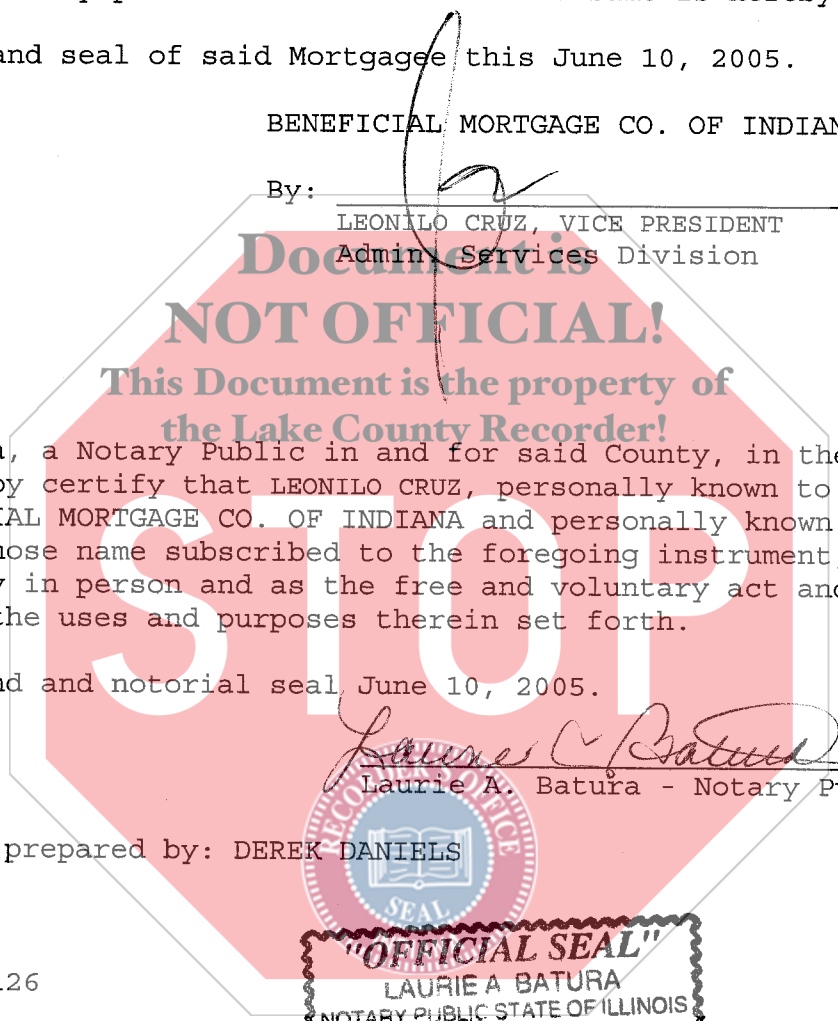 and seal of said Mortgagee this June 10, 2005.
BENEFICIAL MORTGAGE CO. OF INDIAN
By:
LEONILO CRUZ, VICE PRESIDENT
Admin. Services Division
Document is
NOT OFFICIAL!
This Document is the property of
the Lake County Recorder!
a, a Notary Public in and for said County, in the
by certify that LEONILO CRUZ, personally known to
IAL MORTGAGE CO. OF INDIANA and personally known
hose name subscribed to the foregoing instrument
y in person and as the free and voluntary act and
the uses and purposes therein set forth.
STOP
nd and notorial seal June 10, 2005.
Laurie A. Batura - Notary P
RECORDER'S OFFICE
SEAL
prepared by: DEREK DANIELS
"OFFICIAL SEAL"
LAURIE A BATURA
NOTARY PUBLIC STATE OF ILLINOIS
126